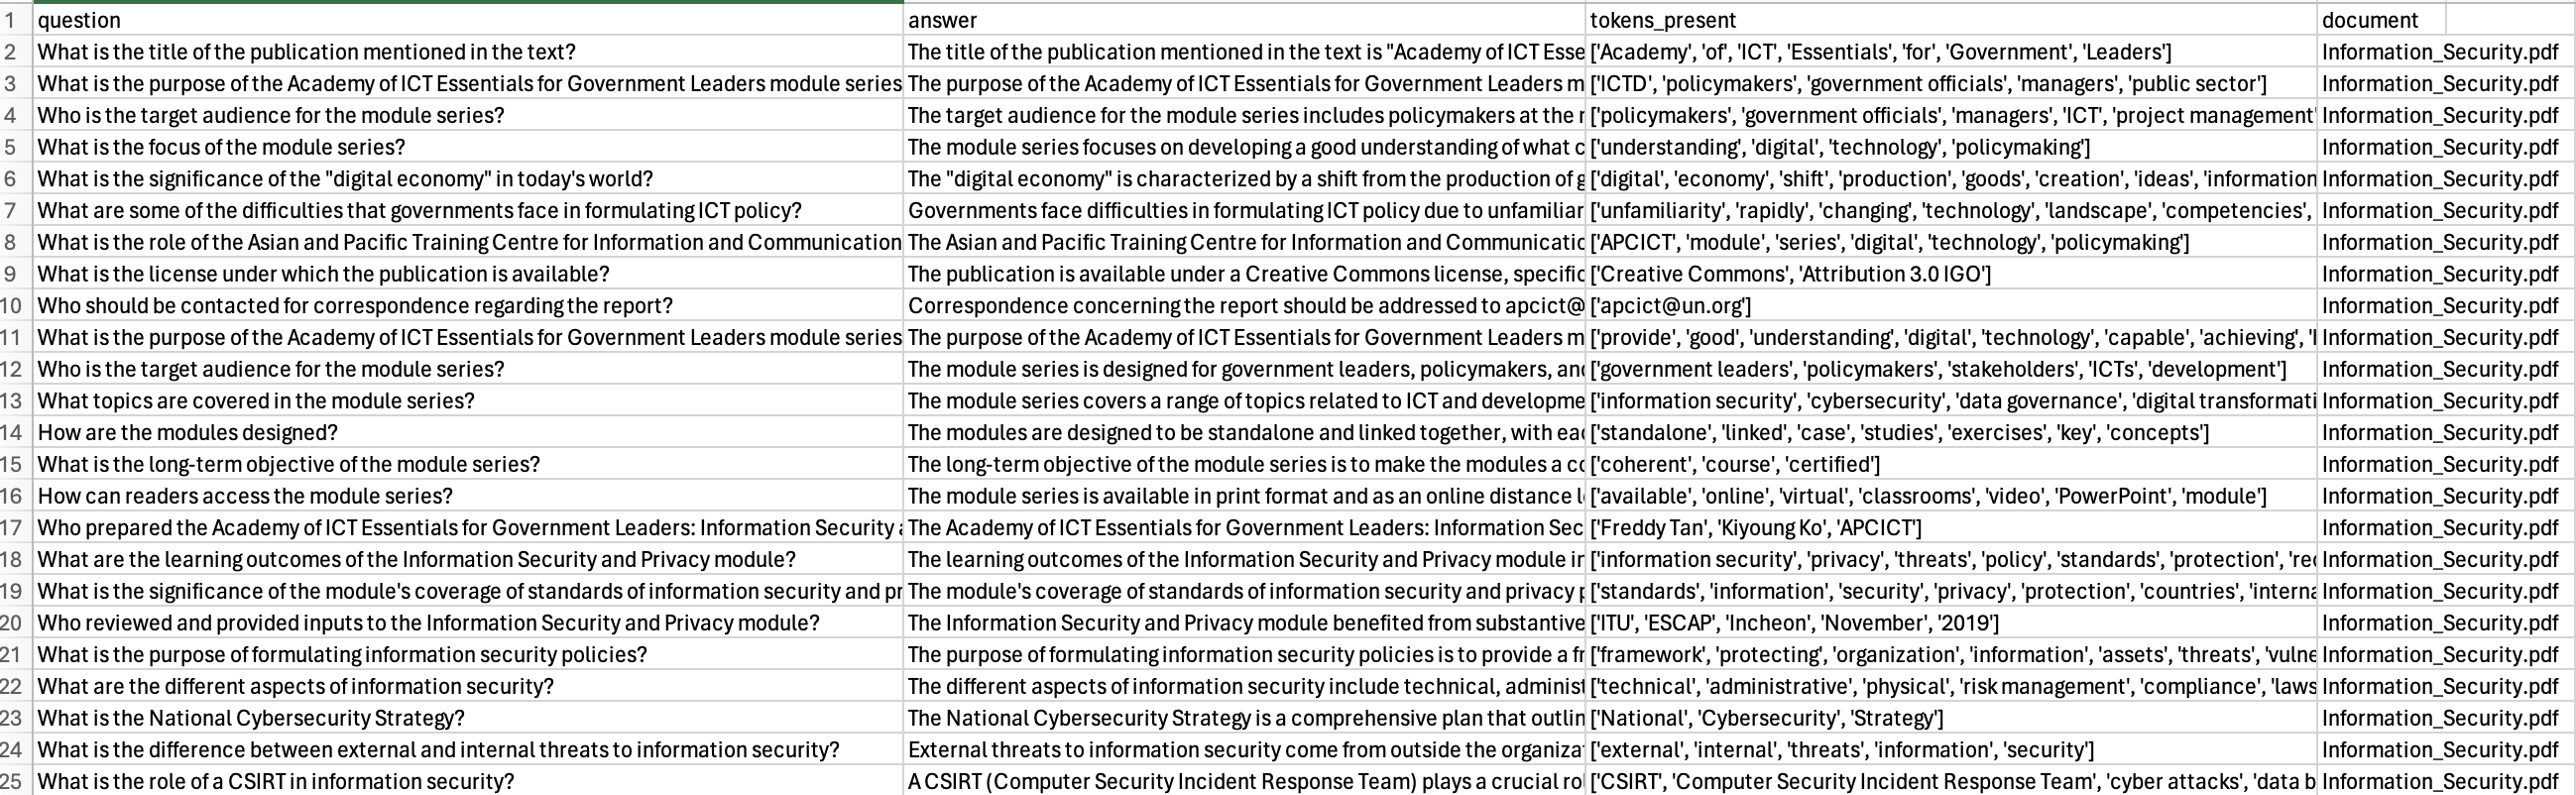 1 question answer tokens_present document
2 What is the title of the publication mentioned in the text? The title of the publication mentioned in the text is "Academy of ICT Esse ['Academy', 'of', 'ICT', 'Essentials', 'for', 'Government', 'Leaders'] Information_Security.pdf
3 What is the purpose of the Academy of ICT Essentials for Government Leaders module series The purpose of the Academy of ICT Essentials for Government Leaders m ['ICTD', 'policymakers', 'government officials', 'managers', 'public sector'] Information_Security.pdf
4 Who is the target audience for the module series? The target audience for the module series includes policymakers at the n ['policymakers', 'government officials', 'managers', 'ICT', 'project management' Information_Security.pdf
5 What is the focus of the module series? The module series focuses on developing a good understanding of what c ['understanding', 'digital', 'technology', 'policymaking'] Information_Security.pdf
6 What is the significance of the "digital economy" in today's world? The "digital economy" is characterized by a shift from the production of g ['digital', 'economy', 'shift', 'production', 'goods', 'creation', 'ideas', 'information Information_Security.pdf
7 What are some of the difficulties that governments face in formulating ICT policy? Governments face difficulties in formulating ICT policy due to unfamiliar ['unfamiliarity', 'rapidly', 'changing', 'technology', 'landscape', 'competencies', Information_Security.pdf
8 What is the role of the Asian and Pacific Training Centre for Information and Communication The Asian and Pacific Training Centre for Information and Communicatio ['APCICT', 'module', 'series', 'digital', 'technology', 'policymaking'] Information_Security.pdf
9 What is the license under which the publication is available? The publication is available under a Creative Commons license, specific ['Creative Commons', 'Attribution 3.0 IGO'] Information_Security.pdf
10 Who should be contacted for correspondence regarding the report? Correspondence concerning the report should be addressed to apcict@ ['apcict@un.org'] Information_Security.pdf
11 What is the purpose of the Academy of ICT Essentials for Government Leaders module series The purpose of the Academy of ICT Essentials for Government Leaders m ['provide', 'good', 'understanding', 'digital', 'technology', 'capable', 'achieving', ' Information_Security.pdf
12 Who is the target audience for the module series? The module series is designed for government leaders, policymakers, and ['government leaders', 'policymakers', 'stakeholders', 'ICTs', 'development'] Information_Security.pdf
13 What topics are covered in the module series? The module series covers a range of topics related to ICT and developme ['information security', 'cybersecurity', 'data governance', 'digital transformati Information_Security.pdf
14 How are the modules designed? The modules are designed to be standalone and linked together, with eac ['standalone', 'linked', 'case', 'studies', 'exercises', 'key', 'concepts'] Information_Security.pdf
15 What is the long-term objective of the module series? The long-term objective of the module series is to make the modules a co ['coherent', 'course', 'certified'] Information_Security.pdf
16 How can readers access the module series? The module series is available in print format and as an online distance l ['available', 'online', 'virtual', 'classrooms', 'video', 'PowerPoint', 'module'] Information_Security.pdf
17 Who prepared the Academy of ICT Essentials for Government Leaders: Information Security a The Academy of ICT Essentials for Government Leaders: Information Sec ['Freddy Tan', 'Kiyoung Ko', 'APCICT'] Information_Security.pdf
18 What are the learning outcomes of the Information Security and Privacy module? The learning outcomes of the Information Security and Privacy module in ['information security', 'privacy', 'threats', 'policy', 'standards', 'protection', 'rec Information_Security.pdf
19 What is the significance of the module's coverage of standards of information security and pr The module's coverage of standards of information security and privacy p ['standards', 'information', 'security', 'privacy', 'protection', 'countries', 'interna Information_Security.pdf
20 Who reviewed and provided inputs to the Information Security and Privacy module? The Information Security and Privacy module benefited from substantive ['ITU', 'ESCAP', 'Incheon', 'November', '2019'] Information_Security.pdf
21 What is the purpose of formulating information security policies? The purpose of formulating information security policies is to provide a fr ['framework', 'protecting', 'organization', 'information', 'assets', 'threats', 'vulne Information_Security.pdf
22 What are the different aspects of information security? The different aspects of information security include technical, administ ['technical', 'administrative', 'physical', 'risk management', 'compliance', 'laws Information_Security.pdf
23 What is the National Cybersecurity Strategy? The National Cybersecurity Strategy is a comprehensive plan that outlin ['National', 'Cybersecurity', 'Strategy'] Information_Security.pdf
24 What is the difference between external and internal threats to information security? External threats to information security come from outside the organiza ['external', 'internal', 'threats', 'information', 'security'] Information_Security.pdf
25 What is the role of a CSIRT in information security? A CSIRT (Computer Security Incident Response Team) plays a crucial ro ['CSIRT', 'Computer Security Incident Response Team', 'cyber attacks', 'data b Information_Security.pdf